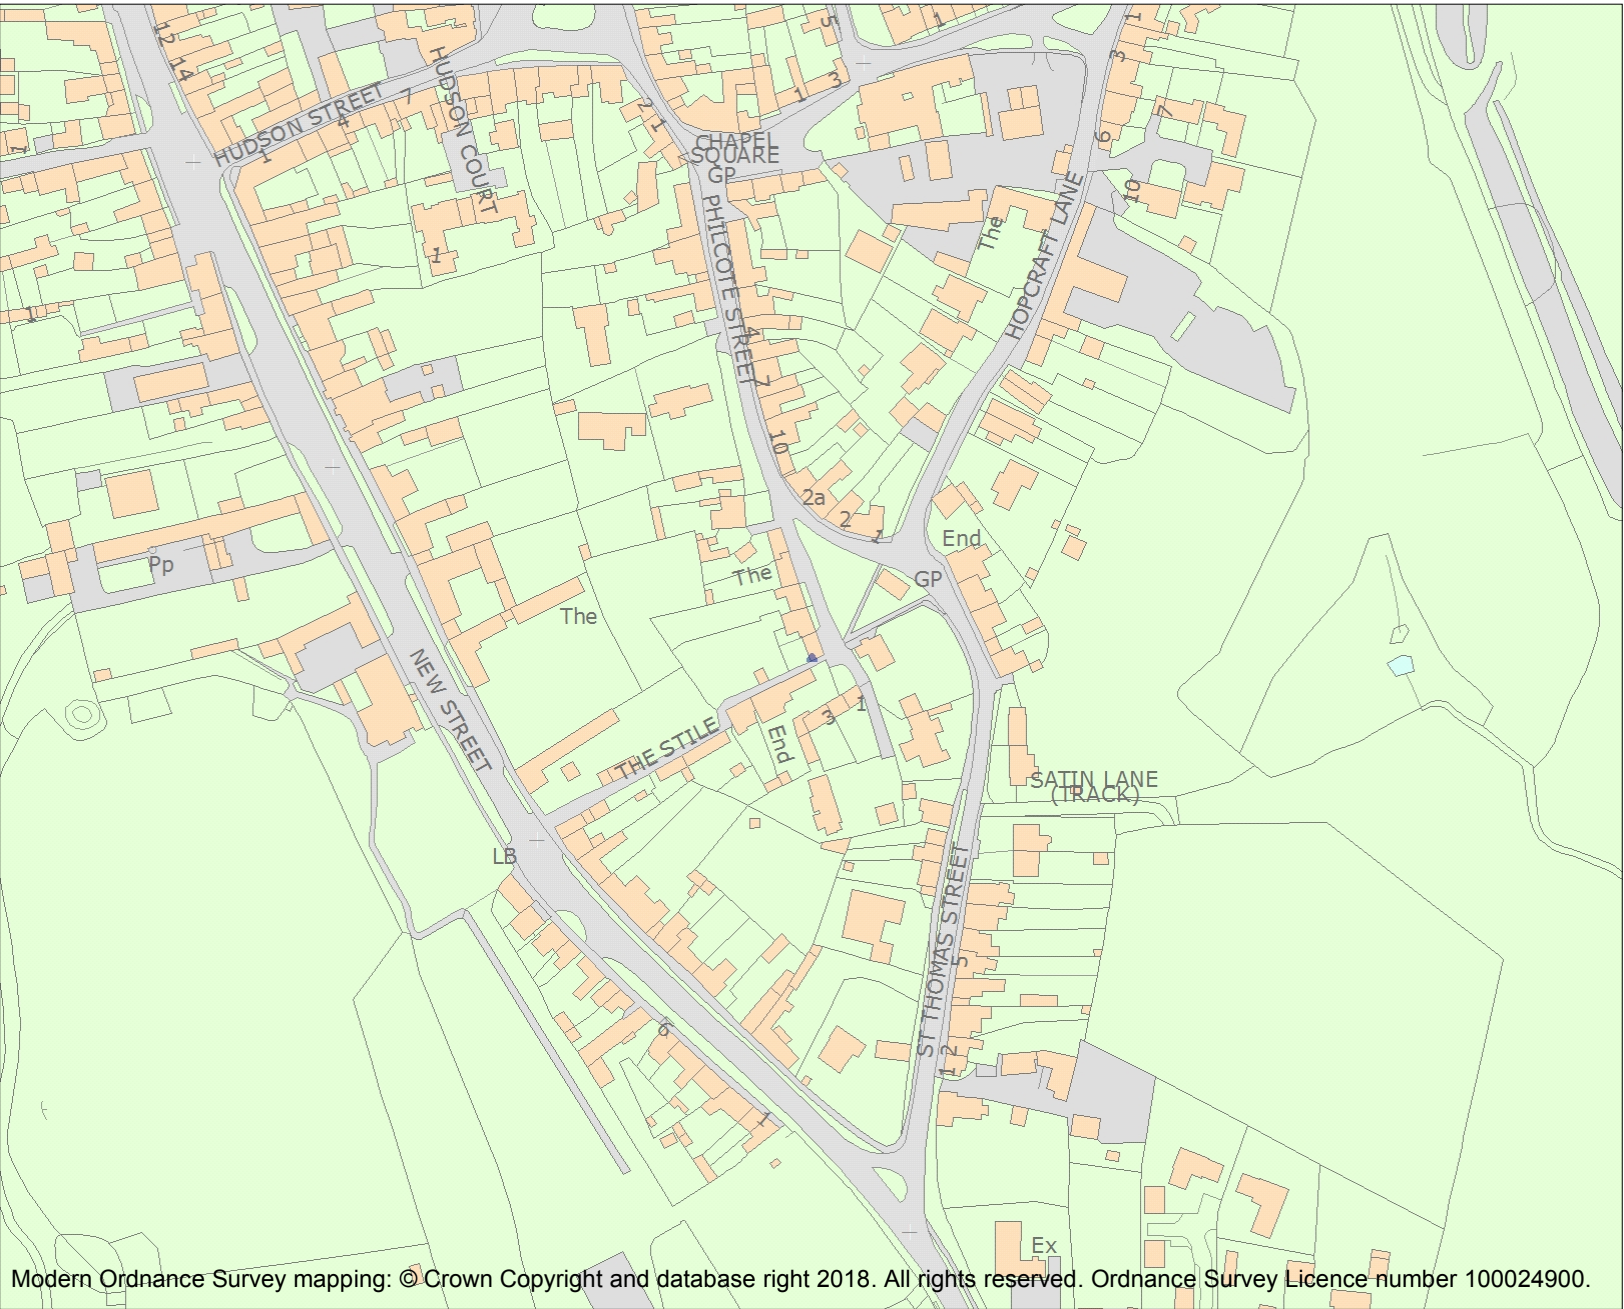 12
14
5
1
1
3
HUDSON STREET
7
4
1
HUDSON COURT
1
2
1
1
3
CHAPEL
SQUARE
GP
6
7
10
1
PHILCOTE STREET
The
HOPCRAFT LANE
1
4
7
10
2a
2
1
End
Pp
The
GP
The
NEW STREET
THE STILE
End
3
1
SATIN LANE
(TRACK)
LB
ST THOMAS STREET
5
6
12
1
Ex
Modern Ordnance Survey mapping: © Crown Copyright and database right 2018. All rights reserved. Ordnance Survey Licence number 100024900.